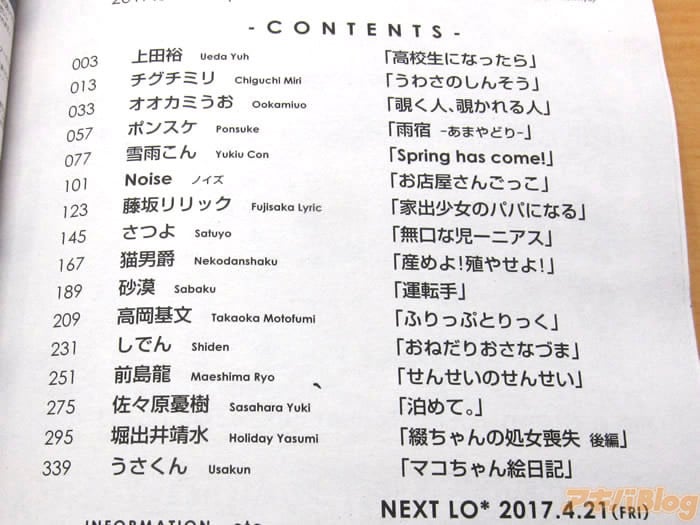 - CONTENTS -
003 上田裕 Ueda Yuh 「高校生になったら」
013 チグチミリ Chiguchi Miri 「うわさのしんそう」
033 オオカミうお Ookamiuo 「覗く人、覗かれる人」
057 ポンスケ Ponsuke 「雨宿 -あまやどり-」
077 雪雨こん Yukiu Con 「Spring has come!」
101 Noise ノイズ 「お店屋さんごっこ」
123 藤坂リリック Fujisaka Lyric 「家出少女のパパになる」
145 さつよ Satuyo 「無口な児ーニアス」
167 猫男爵 Nekodanshaku 「産めよ!殖やせよ!」
189 砂漠 Sabaku 「運転手」
209 高岡基文 Takaoka Motofumi 「ふりっぷとりっく」
231 しでん Shiden 「おねだりおさなづま」
251 前島龍 Maeshima Ryo 「せんせいのせんせい」
275 佐々原憂樹 Sasahara Yuki 「泊めて。」
295 堀出井靖水 Holiday Yasumi 「綴ちゃんの処女喪失 後編」
339 うさくん Usakun 「マコちゃん絵日記」
NEXT LO* 2017.4.21(FRI)
アキバBlog